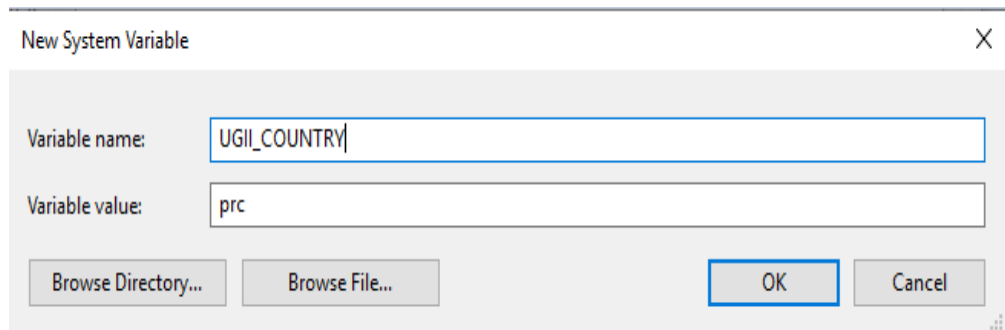 New System Variable
Variable name: UGII_COUNTRY
Variable value: prc
Browse Directory... Browse File... OK Cancel